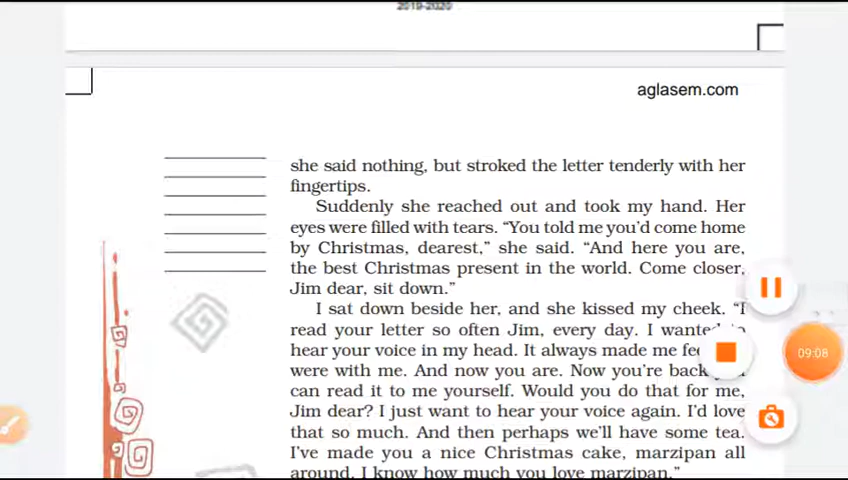 2019-2020
aglasem.com
she said nothing, but stroked the letter tenderly with her
fingertips.
Suddenly she reached out and took my hand. Her
eyes were filled with tears. “You told me you’d come home
by Christmas, dearest,” she said. “And here you are,
the best Christmas present in the world. Come closer,
Jim dear, sit down.”
I sat down beside her, and she kissed my cheek. “I
read your letter so often Jim, every day. I wanted
hear your voice in my head. It always made me
were with me. And now you are. Now you’re back
can read it to me yourself. Would you do that for me,
Jim dear? I just want to hear your voice again. I’d love
that so much. And then perhaps we’ll have some tea.
I’ve made you a nice Christmas cake, marzipan all
around. I know how much you love marzipan.”
09:08